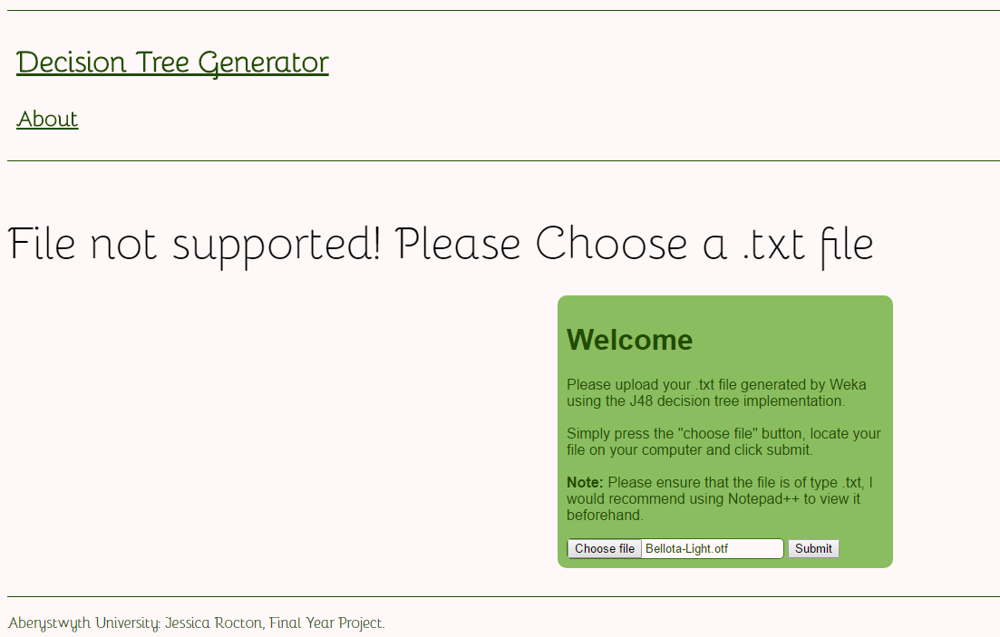 Decision Tree Generator
About
File not supported! Please Choose a .txt file
Welcome
Please upload your .txt file generated by Weka
using the J48 decision tree implementation.
Simply press the "choose file" button, locate your
file on your computer and click submit.
Note: Please ensure that the file is of type .txt, I
would recommend using Notepad++ to view it
beforehand.
Choose file Bellota-Light.otf Submit
Aberystwyth University: Jessica Rocton, Final Year Project.